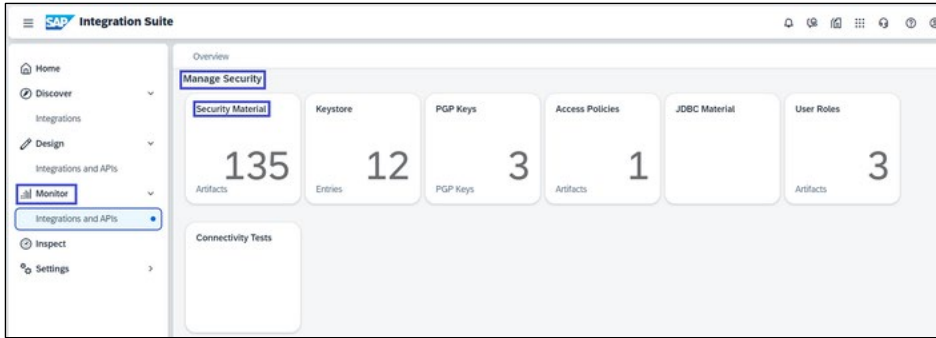 SAP Integration Suite
Home
Discover
Integrations
Design
Integrations and APIs
Monitor
Integrations and APIs
Inspect
Settings
Overview
Manage Security
Security Material
135
Artifacts
Keystore
12
Entries
PGP Keys
3
PGP Keys
Access Policies
1
Artifacts
JDBC Material
User Roles
3
Artifacts
Connectivity Tests